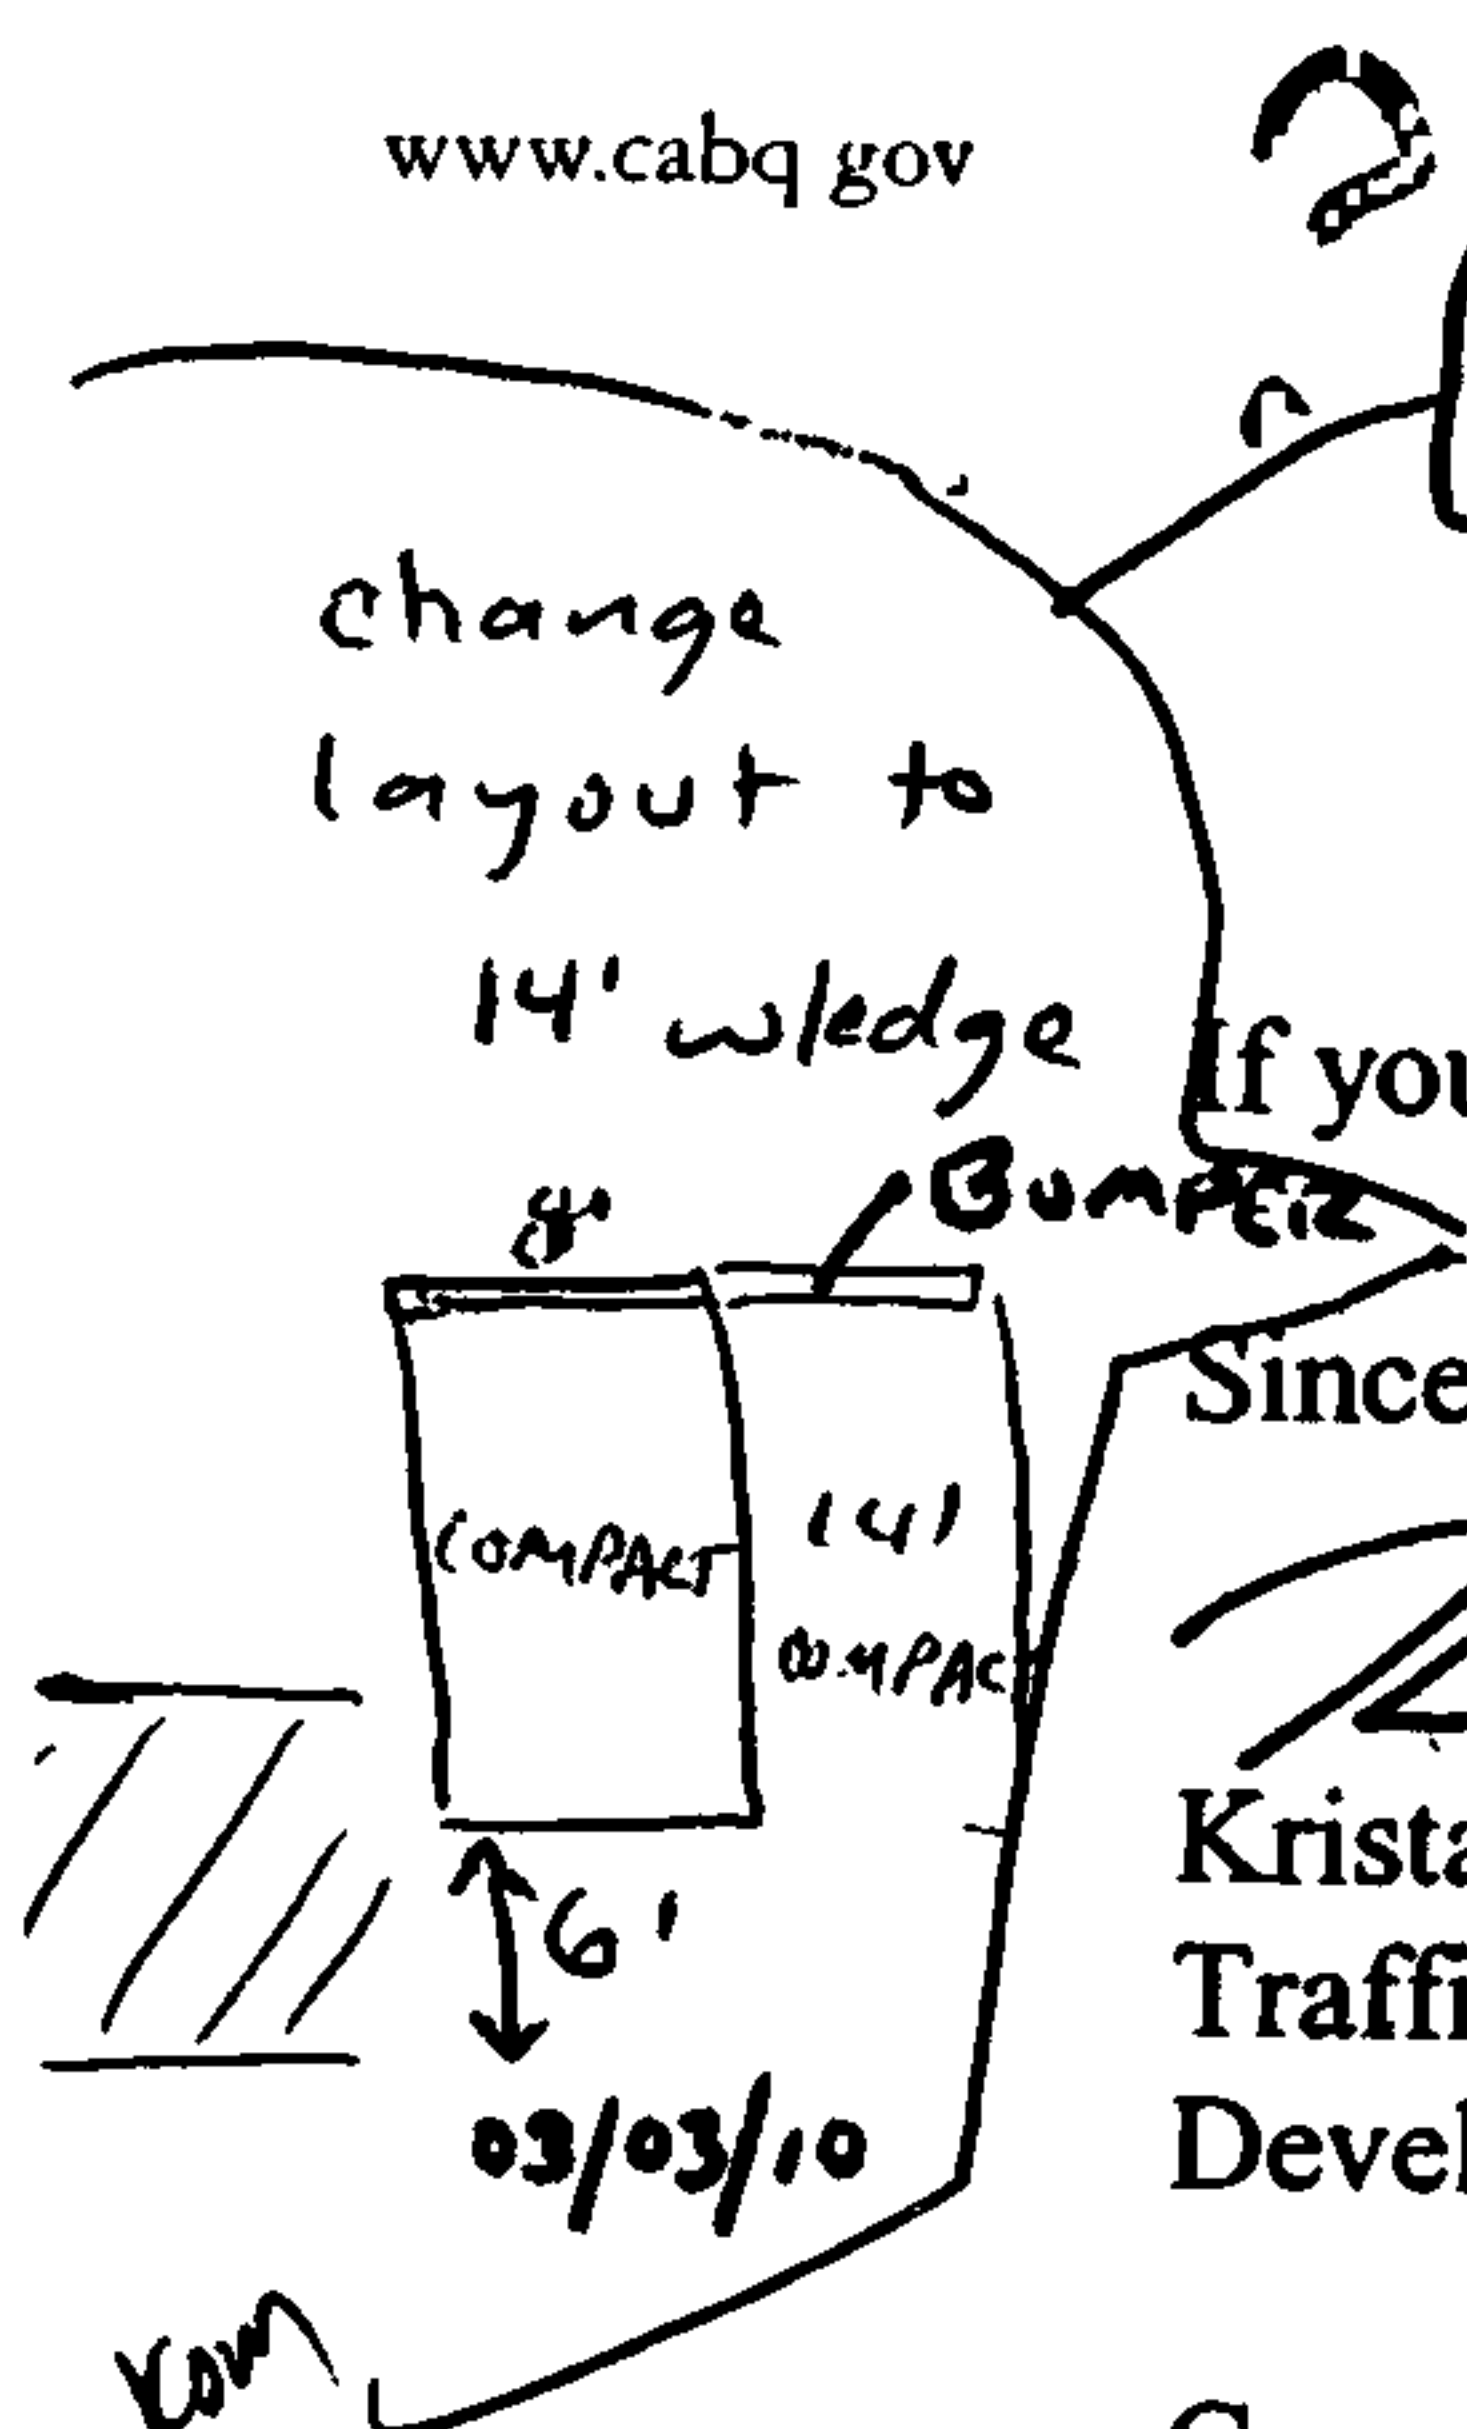 www.cabq gov
change
layout to
14' w/edge
If you
8'
Bumper
Since
14'
COMPACT
COMPACT
Krista
6'
Traffi
Devel
03/03/10